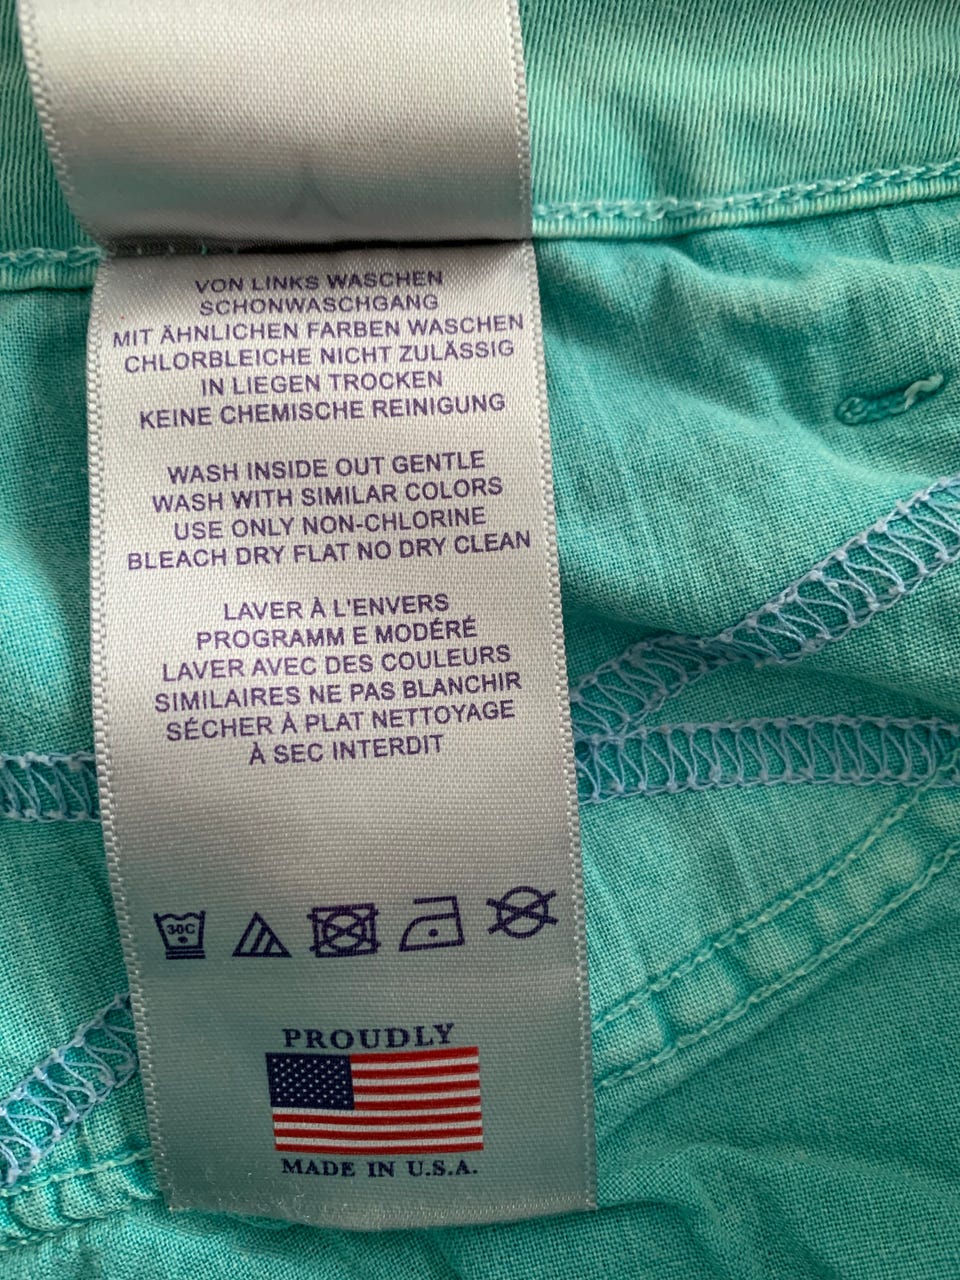 VON LINKS WASCHEN
SCHONWASCHGANG
MIT ÄHNLICHEN FARBEN WASCHEN
CHLORBLEICHE NICHT ZULÄSSIG
IN LIEGEN TROCKEN
KEINE CHEMISCHE REINIGUNG
WASH INSIDE OUT GENTLE
WASH WITH SIMILAR COLORS
USE ONLY NON-CHLORINE
BLEACH DRY FLAT NO DRY CLEAN
LAVER À L'ENVERS
PROGRAMM E MODÉRÉ
LAVER AVEC DES COULEURS
SIMILAIRES NE PAS BLANCHIR
SÉCHER À PLAT NETTOYAGE
À SEC INTERDIT
30C
PROUDLY
MADE IN U.S.A.